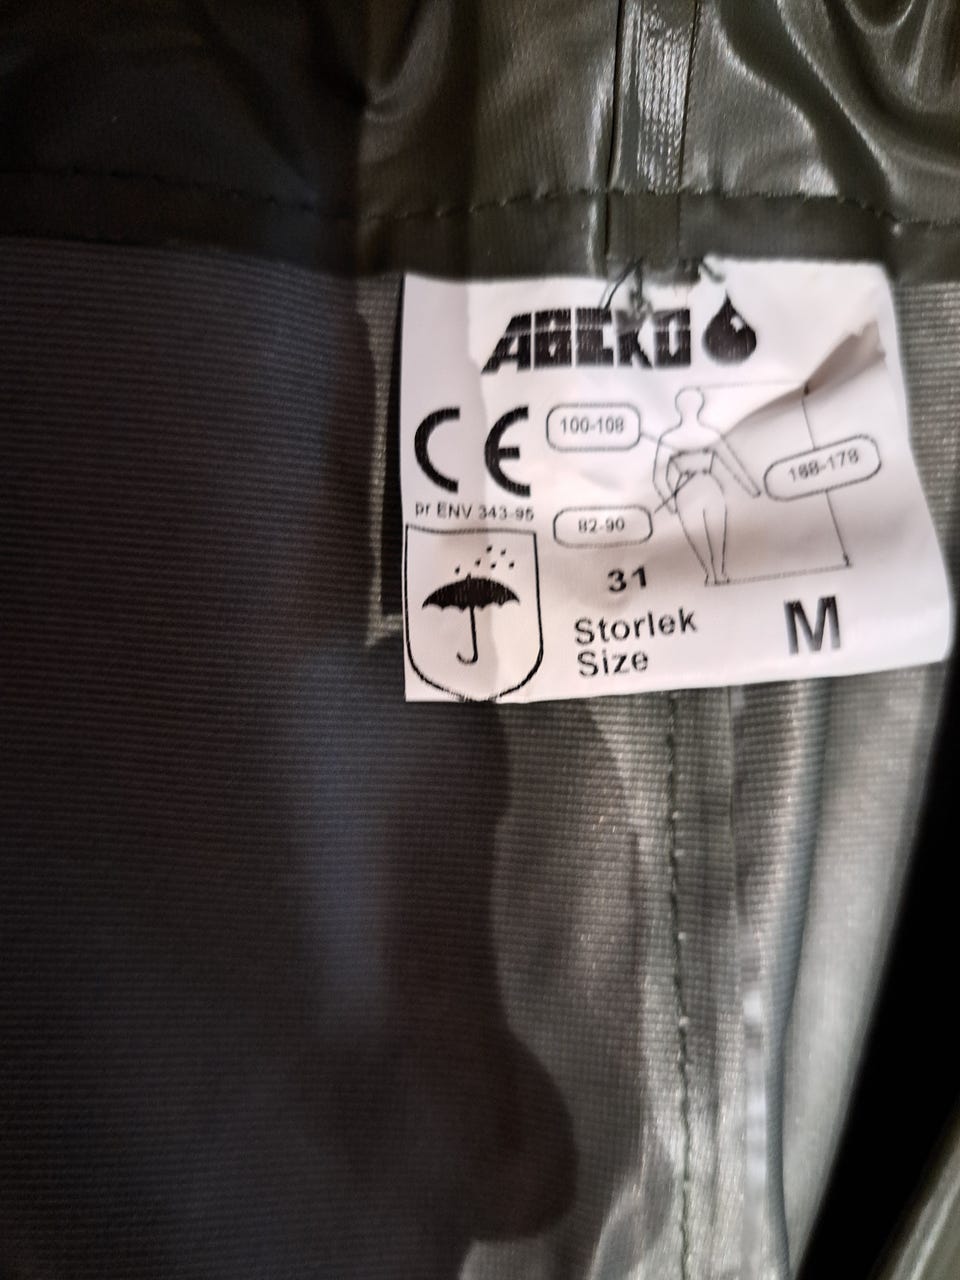 ABEKO
CE
100-108
168-178
pr ENV 343-95
82-90
31
Storlek
Size
M